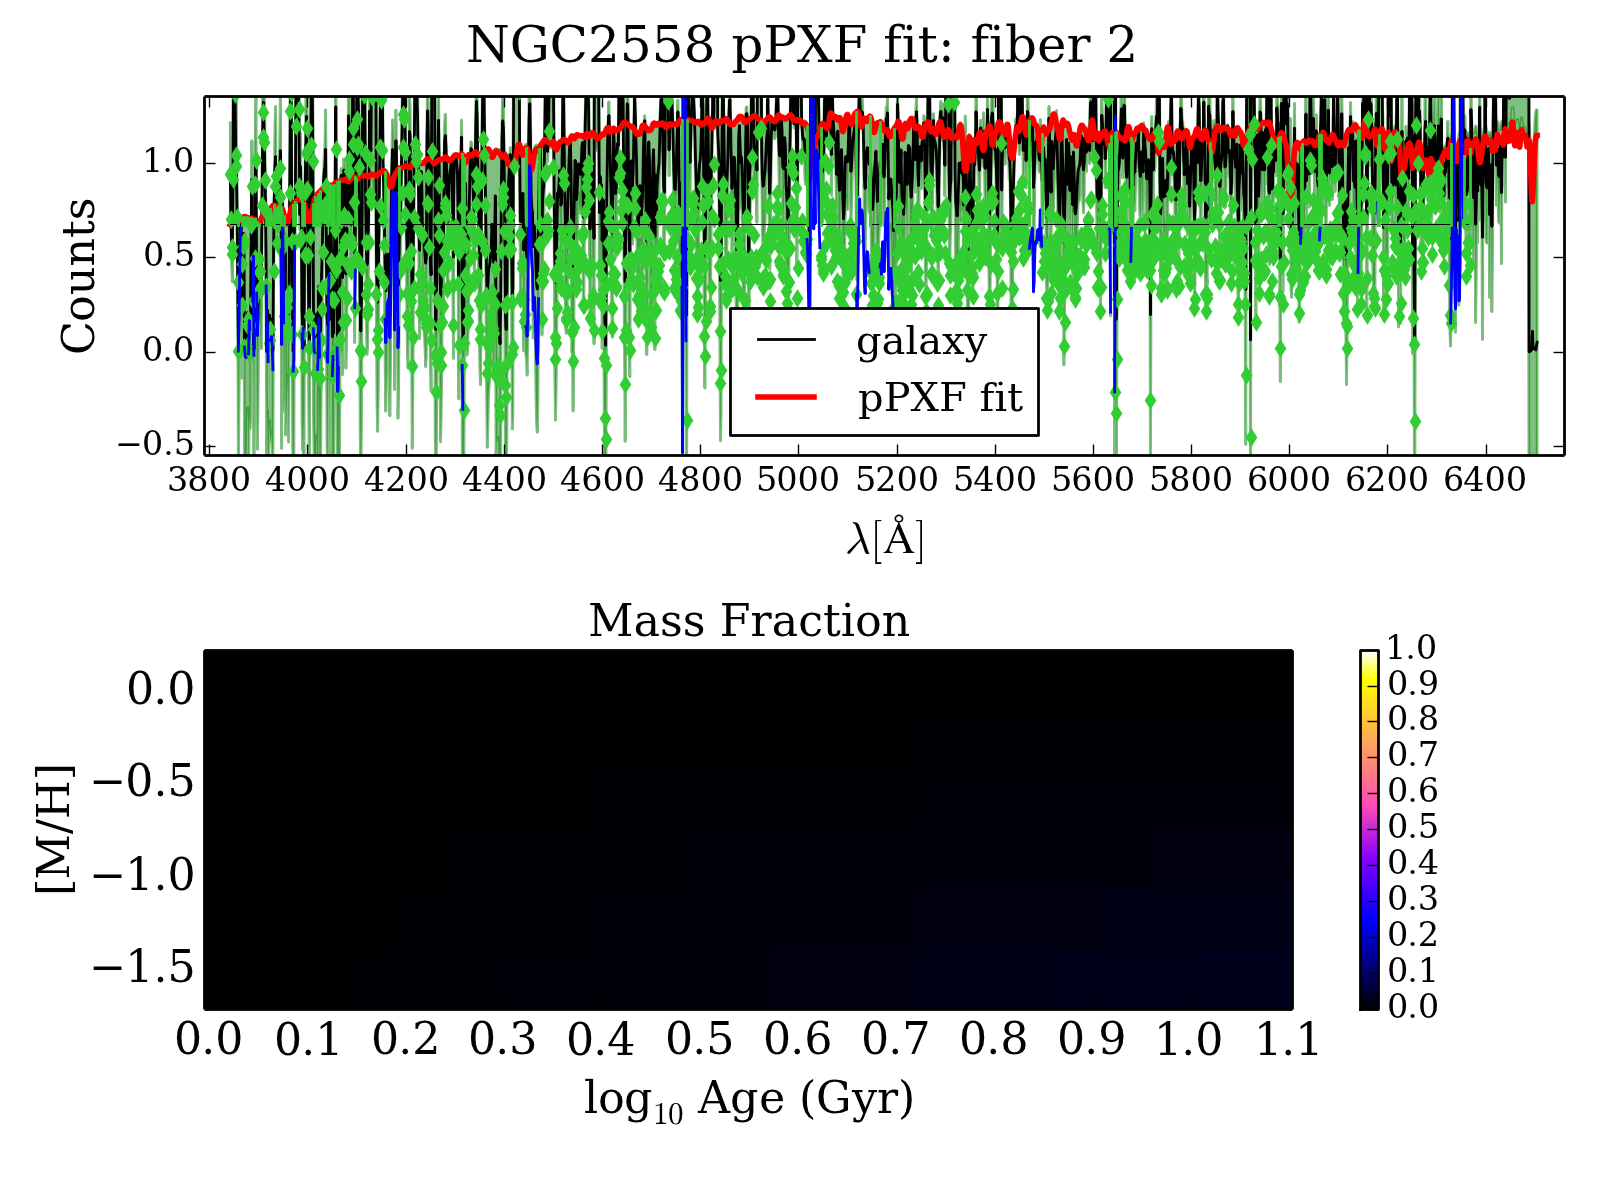 NGC2558 pPXF fit: fiber 2
Counts
1.0
0.5
0.0
−0.5
galaxy
pPXF fit
3800 4000 4200 4400 4600 4800 5000 5200 5400 5600 5800 6000 6200 6400
λ[Å]
Mass Fraction
[M/H]
0.0
−0.5
−1.0
−1.5
0.0 0.1 0.2 0.3 0.4 0.5 0.6 0.7 0.8 0.9 1.0 1.1
log₁₀ Age (Gyr)
1.0
0.9
0.8
0.7
0.6
0.5
0.4
0.3
0.2
0.1
0.0